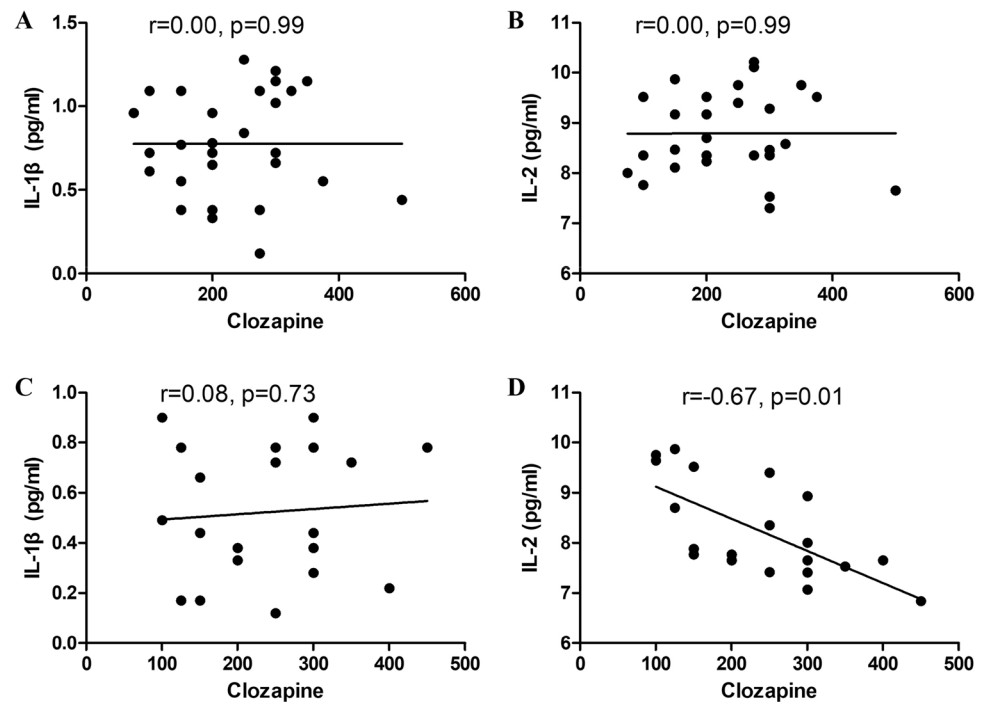 A
r=0.00, p=0.99
1.5
1.0
0.5
0.0
IL-1β (pg/ml)
0 200 400 600
Clozapine
B
r=0.00, p=0.99
11
10
9
8
7
6
IL-2 (pg/ml)
0 200 400 600
Clozapine
C
r=0.08, p=0.73
1.0
0.8
0.6
0.4
0.2
0.0
IL-1β (pg/ml)
0 100 200 300 400 500
Clozapine
D
r=-0.67, p=0.01
11
10
9
8
7
6
IL-2 (pg/ml)
0 100 200 300 400 500
Clozapine